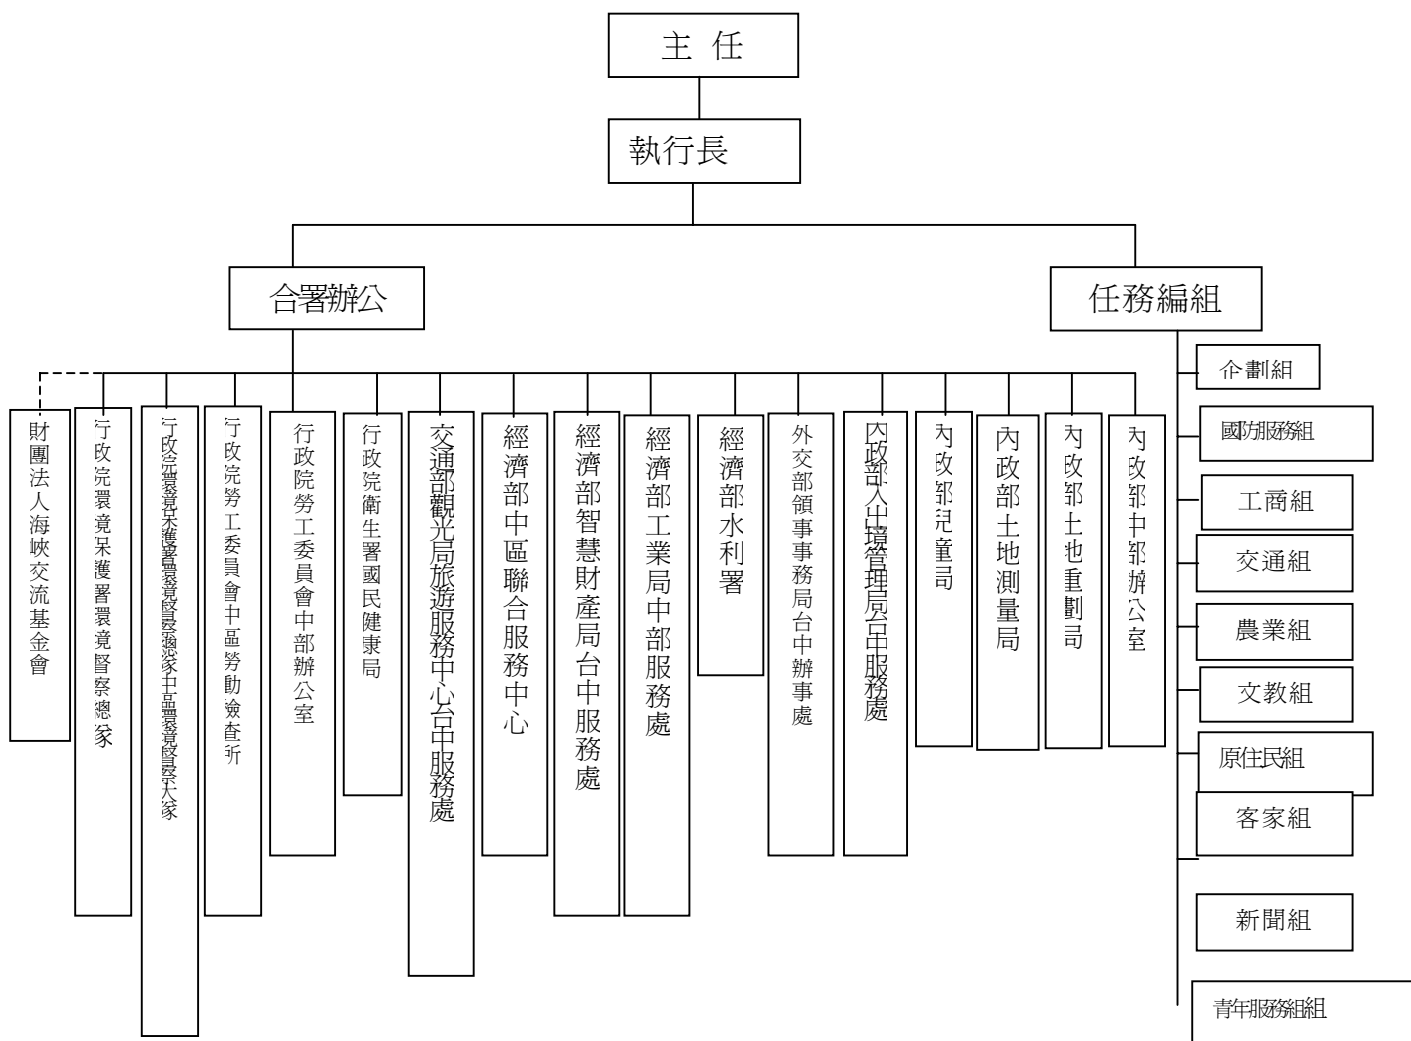 主 任
執行長
合署辦公
任務編組
財團法人海峽交流基金會
行政院環境保護署環境督察總隊
行政院環境保護署環境督察總隊中區環境督察大隊
行政院勞工委員會中區勞動檢查所
行政院勞工委員會中部辦公室
行政院衛生署國民健康局
交通部觀光局旅遊服務中心台中服務處
經濟部中區聯合服務中心
經濟部智慧財產局台中服務處
經濟部工業局中部服務處
經濟部水利署
外交部領事事務局台中辦事處
內政部入出境管理局台中服務處
內政部兒童局
內政部土地測量局
內政部土地重劃局
內政部中部辦公室
企劃組
國防服務組
工商組
交通組
農業組
文教組
原住民組
客家組
新聞組
青年服務組組